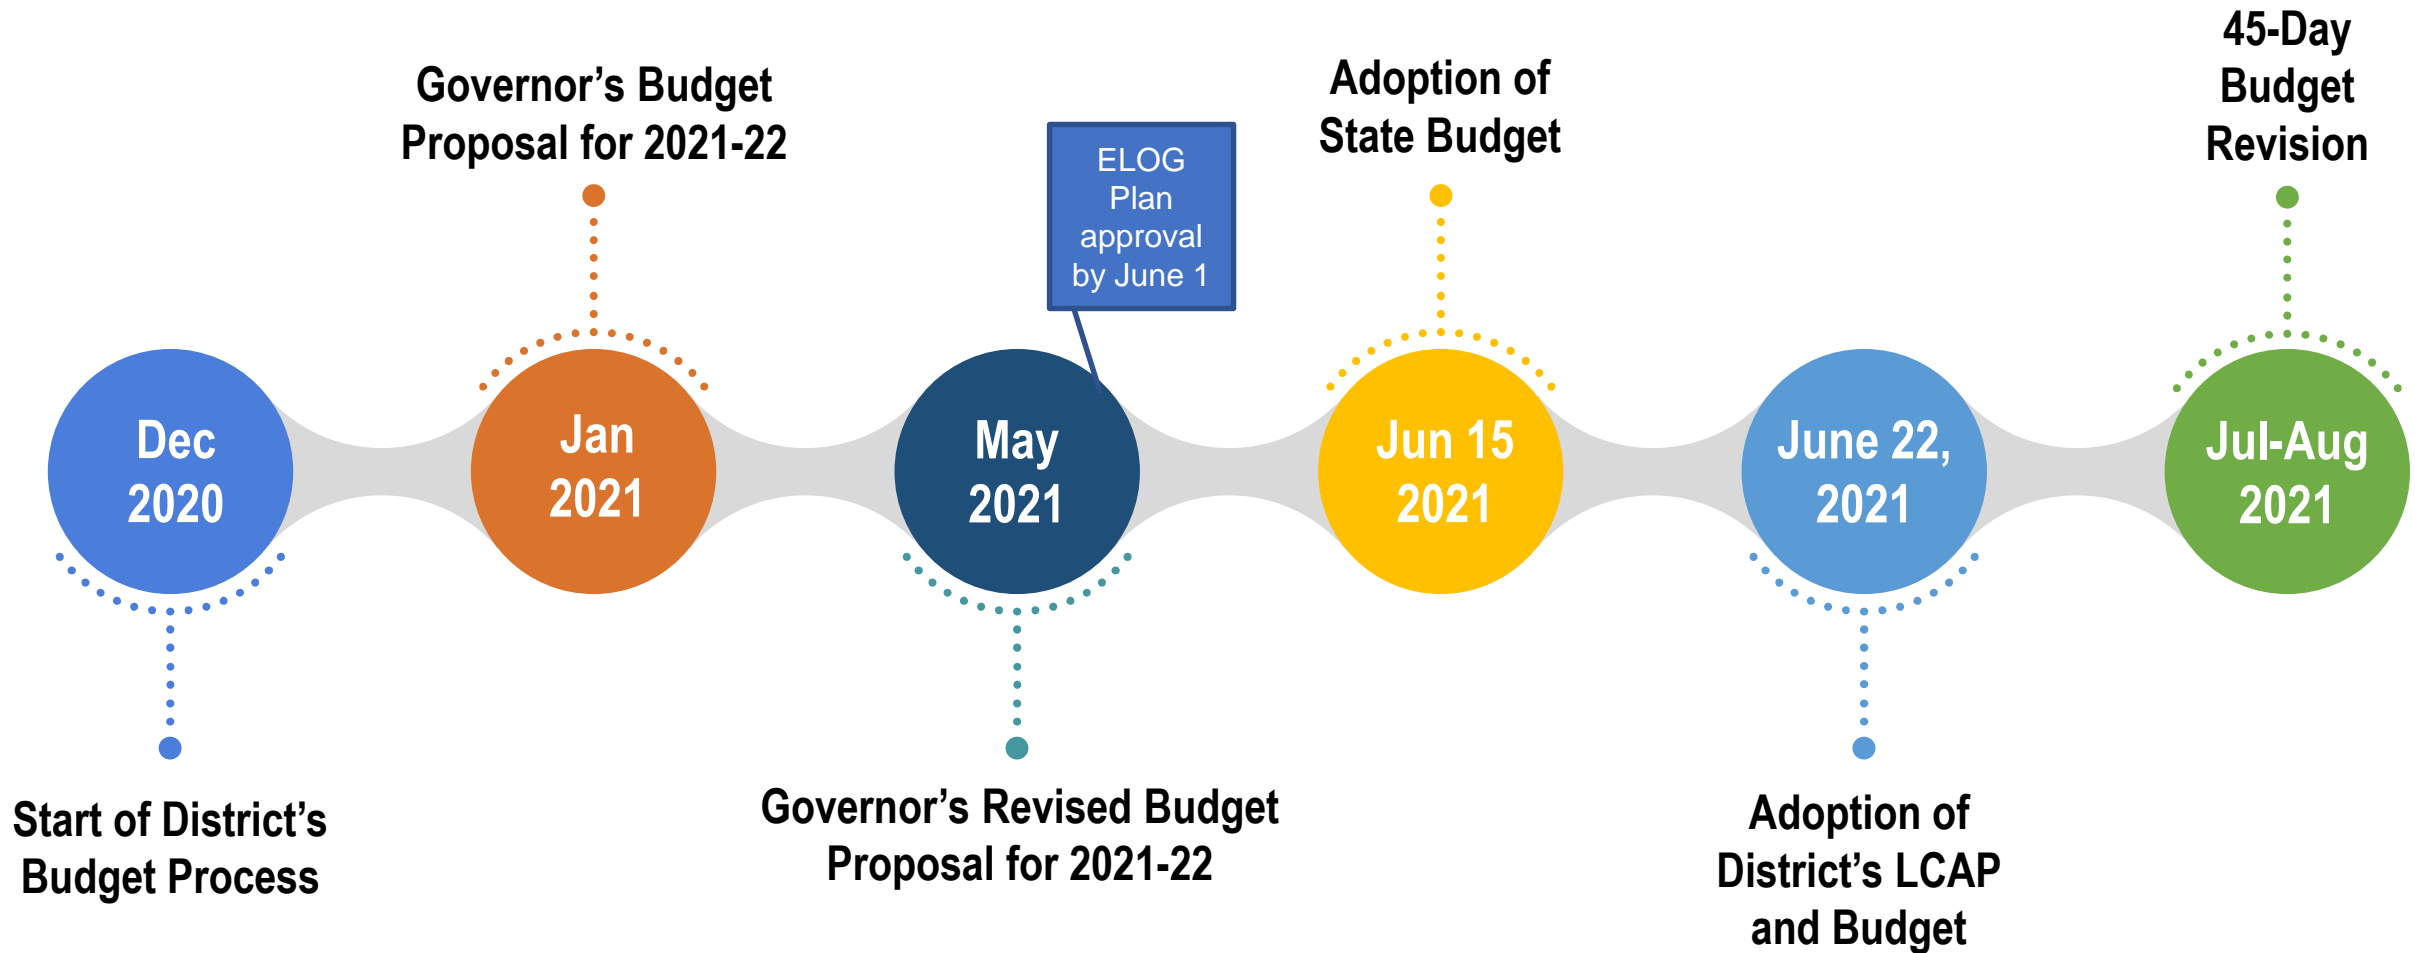 Dec
2020
Start of District’s
Budget Process
Governor’s Budget
Proposal for 2021-22
Jan
2021
ELOG
Plan
approval
by June 1
May
2021
Governor’s Revised Budget
Proposal for 2021-22
Adoption of
State Budget
Jun 15
2021
June 22,
2021
Adoption of
District’s LCAP
and Budget
45-Day
Budget
Revision
Jul-Aug
2021